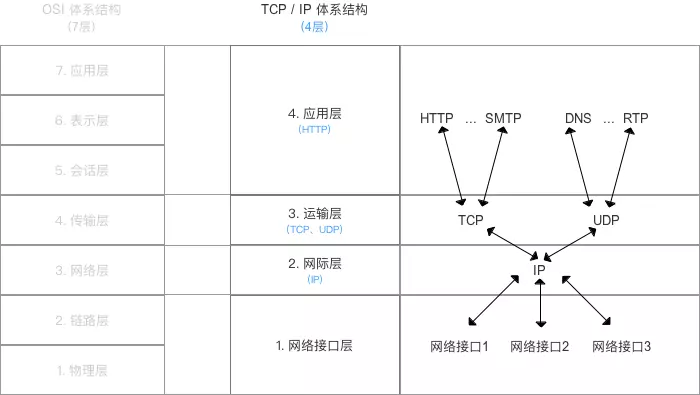 OSI 体系结构
(7层)
TCP / IP 体系结构
(4层)
7. 应用层
6. 表示层
5. 会话层
4. 传输层
3. 网络层
2. 链路层
1. 物理层
4. 应用层
(HTTP)
3. 运输层
(TCP、UDP)
2. 网际层
(IP)
1. 网络接口层
HTTP ... SMTP DNS ... RTP
TCP UDP
IP
网络接口1 网络接口2 网络接口3